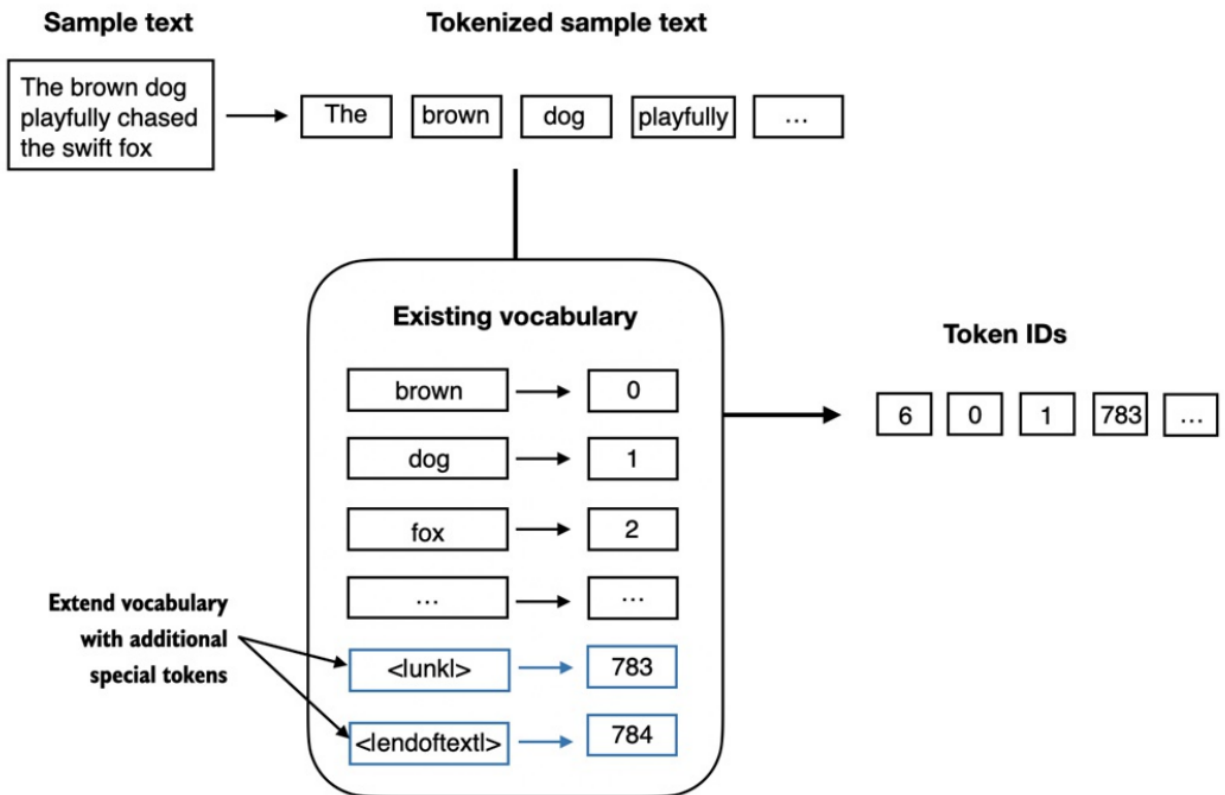 Sample text
Tokenized sample text
The brown dog
playfully chased
the swift fox
The
brown
dog
playfully
...
Existing vocabulary
brown
0
dog
1
fox
2
...
...
<|unk|>
783
<|endoftext|>
784
Extend vocabulary
with additional
special tokens
Token IDs
6
0
1
783
...